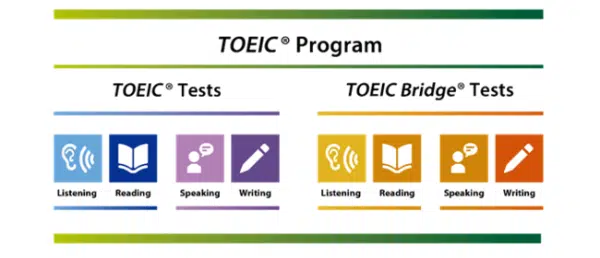 TOEIC® Program
TOEIC® Tests
TOEIC Bridge® Tests
Listening Reading Speaking Writing
Listening Reading Speaking Writing